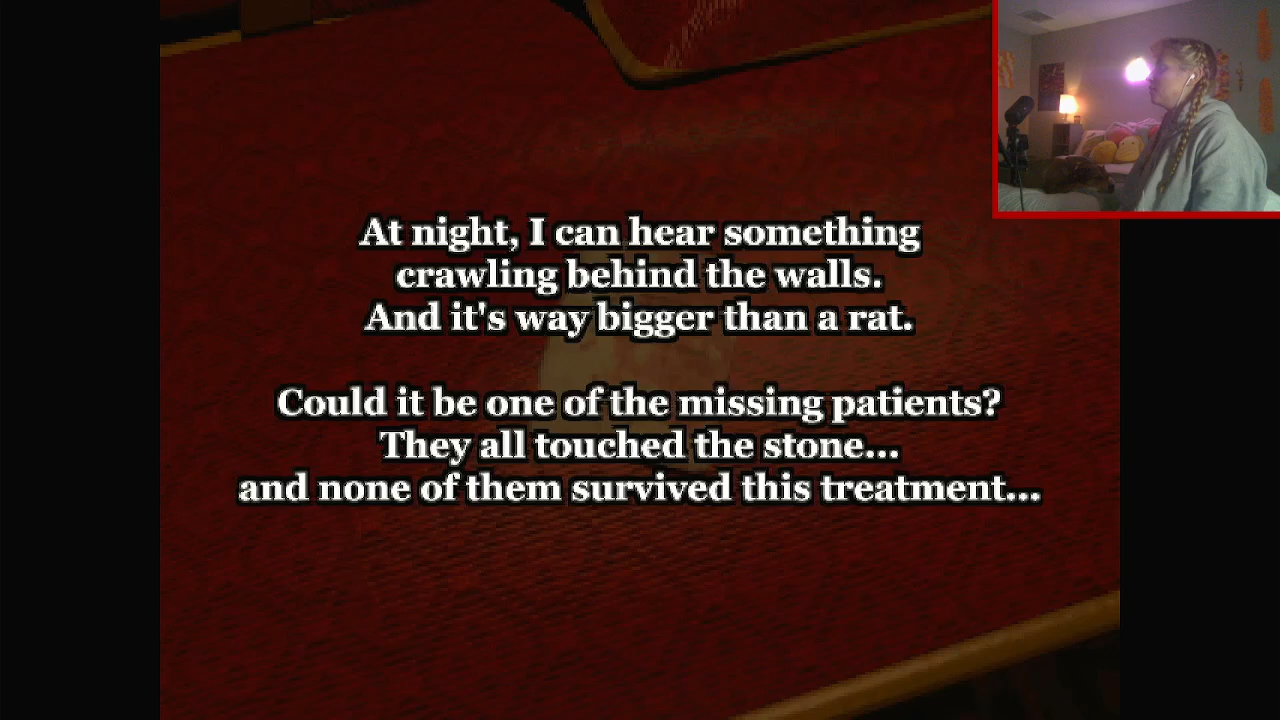 At night, I can hear something
crawling behind the walls.
And it's way bigger than a rat.
Could it be one of the missing patients?
They all touched the stone...
and none of them survived this treatment...